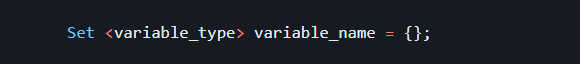 Set <variable_type> variable_name = {};